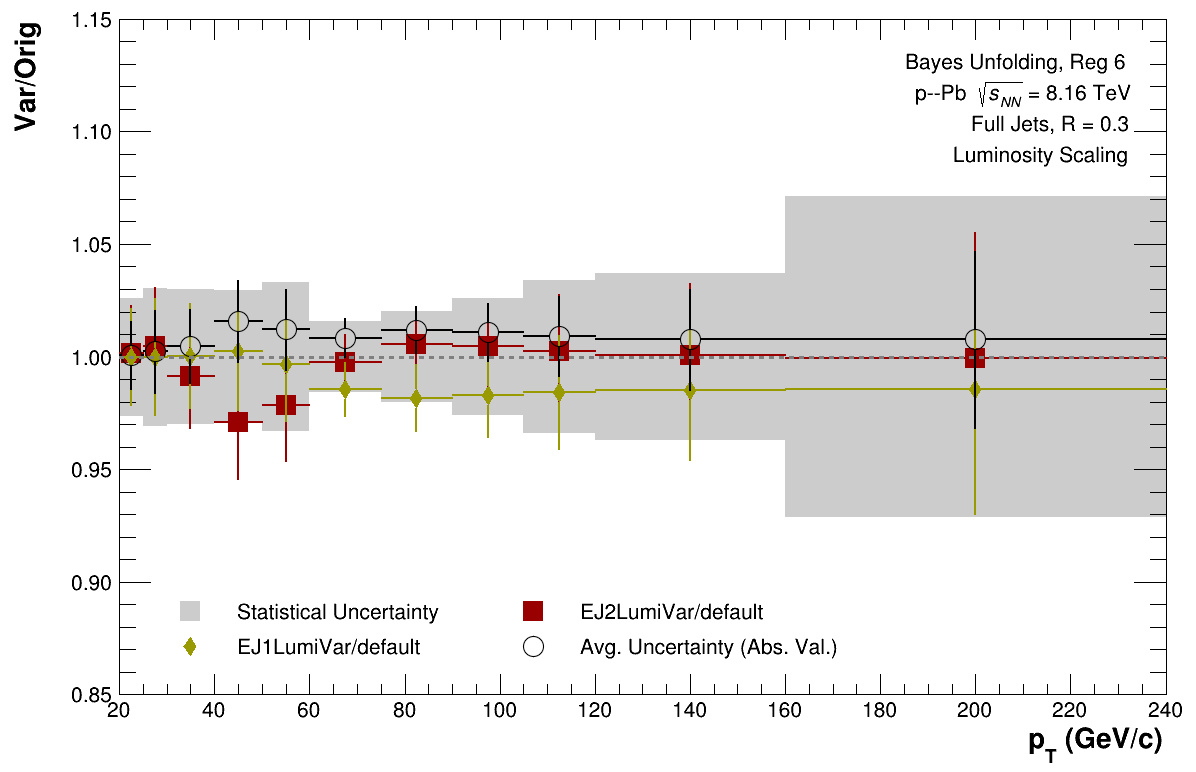 Var/Orig
1.15
1.10
1.05
1.00
0.95
0.90
0.85
Bayes Unfolding, Reg 6
p--Pb √sNN = 8.16 TeV
Full Jets, R = 0.3
Luminosity Scaling
Statistical Uncertainty
EJ2LumiVar/default
EJ1LumiVar/default
Avg. Uncertainty (Abs. Val.)
20 40 60 80 100 120 140 160 180 200 220 240
pT (GeV/c)